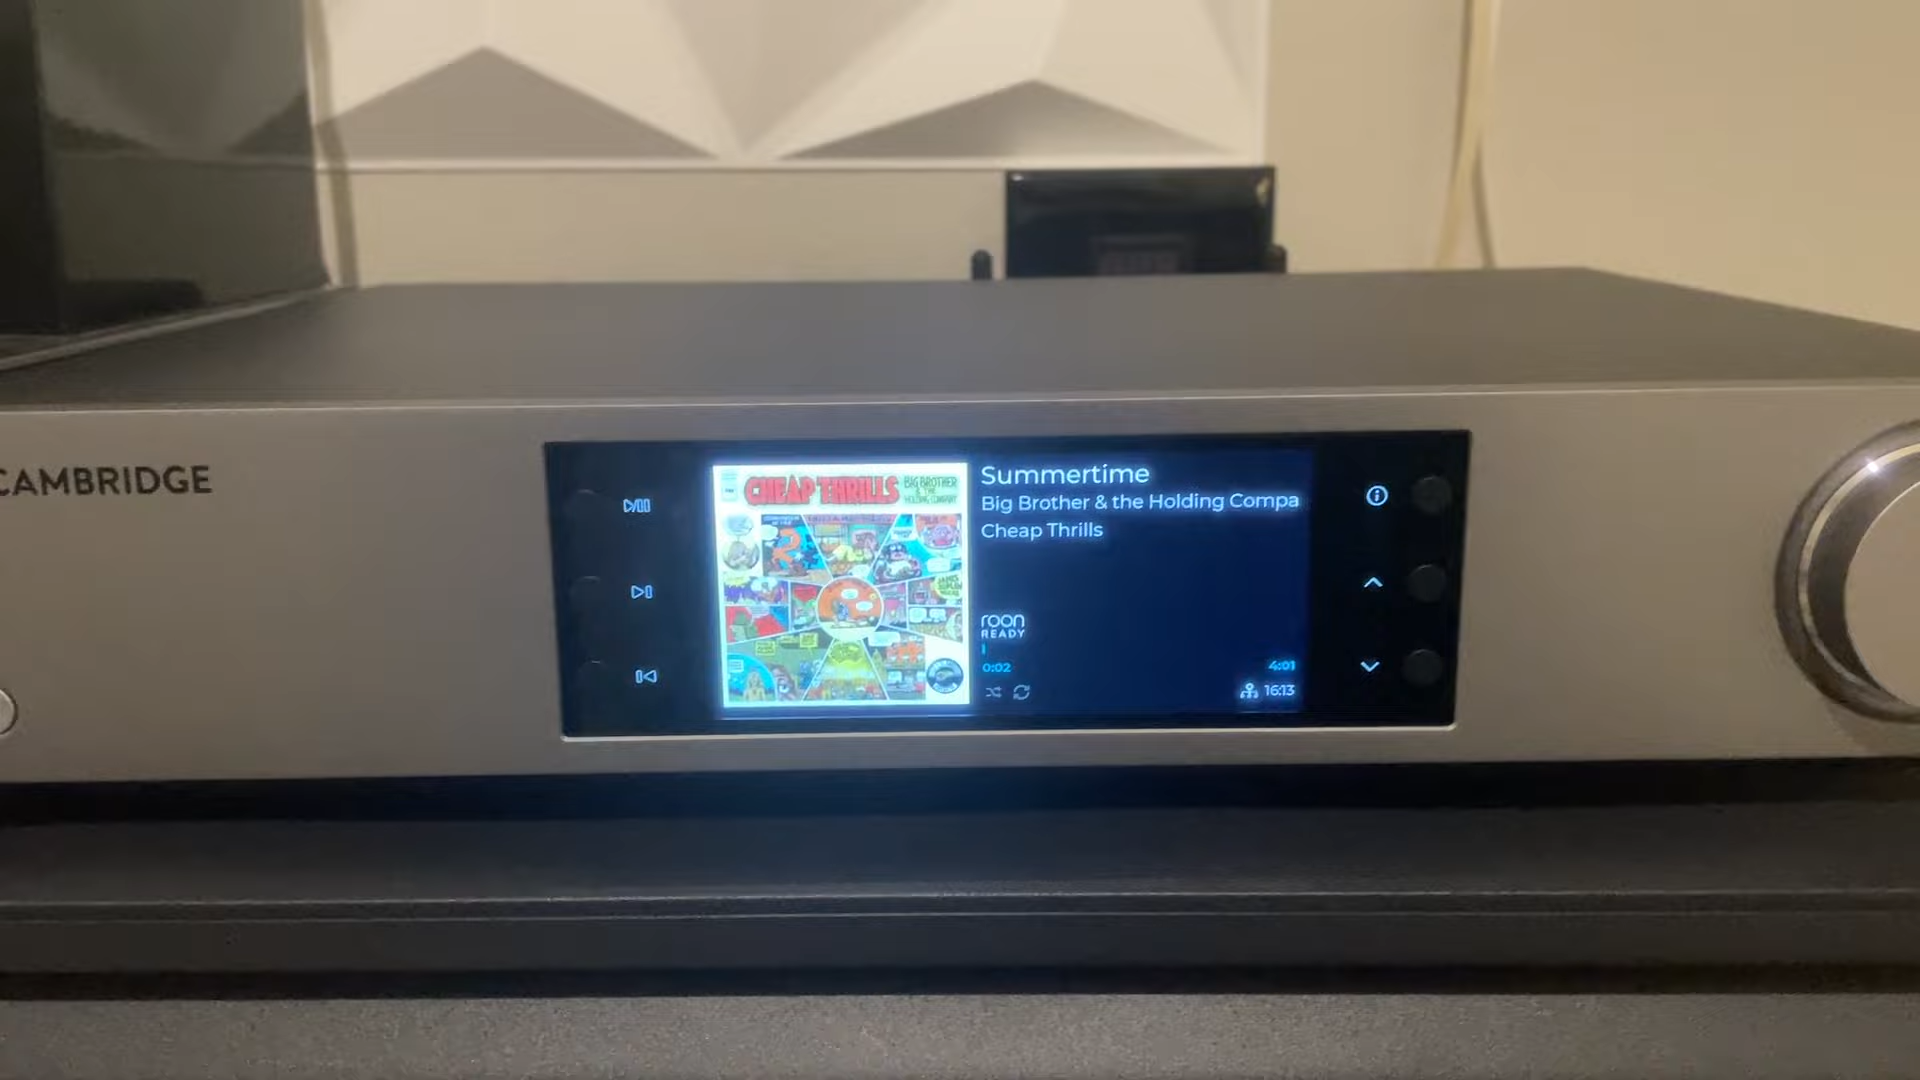 CAMBRIDGE
CHEAP THRILLS
BIG BROTHER
& THE
HOLDING COMPANY
Summertime
Big Brother & the Holding Compa
Cheap Thrills
roon
READY
0:02
4:01
16:13